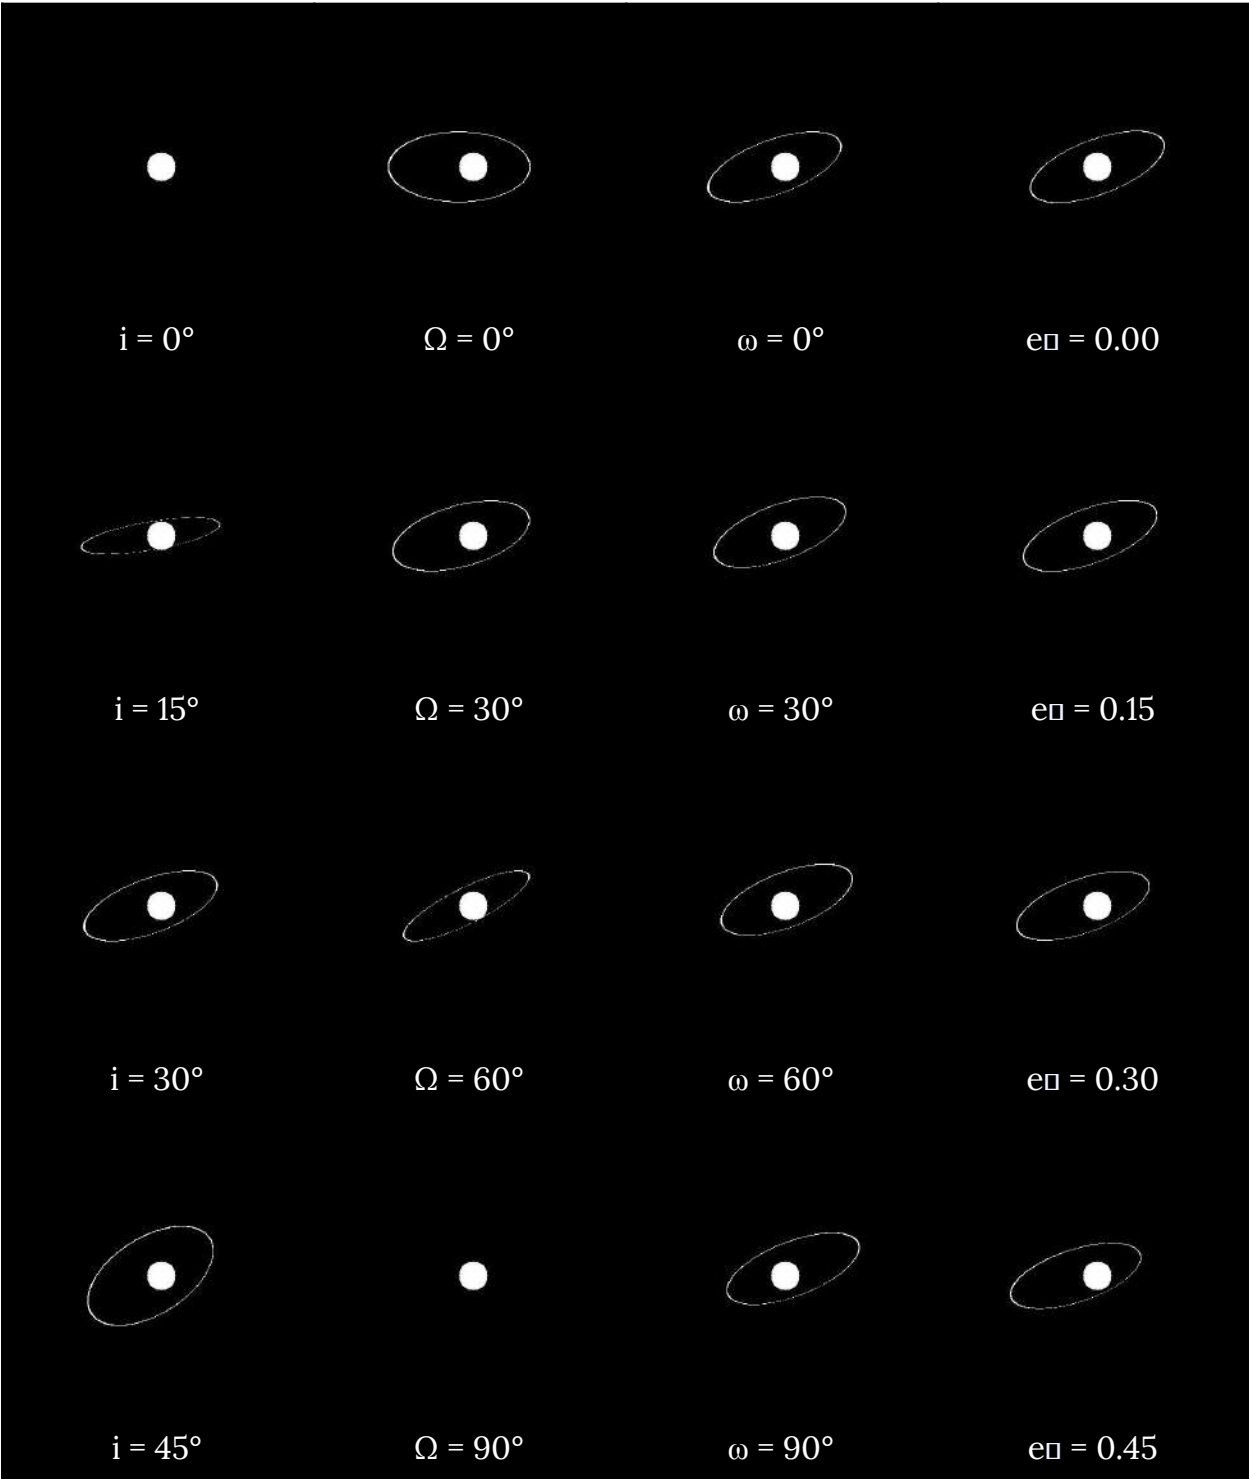 i = 0° Ω = 0° ω = 0° e▯ = 0.00
i = 15° Ω = 30° ω = 30° e▯ = 0.15
i = 30° Ω = 60° ω = 60° e▯ = 0.30
i = 45° Ω = 90° ω = 90° e▯ = 0.45